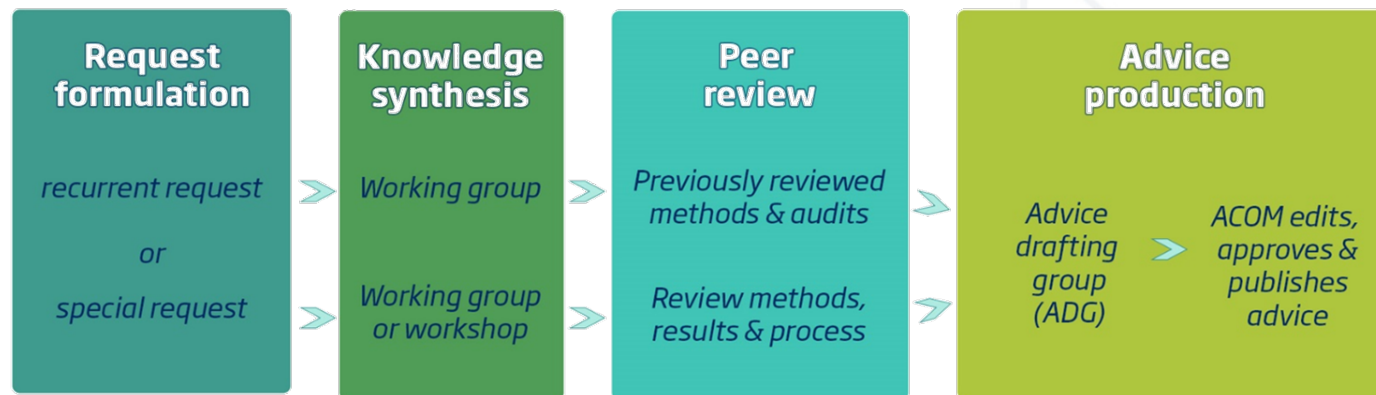 Request
formulation
recurrent request
or
special request
Knowledge
synthesis
Working group
Working group
or workshop
Peer
review
Previously reviewed
methods & audits
Review methods,
results & process
Advice
production
Advice
drafting
group
(ADG)
ACOM edits,
approves &
publishes
advice